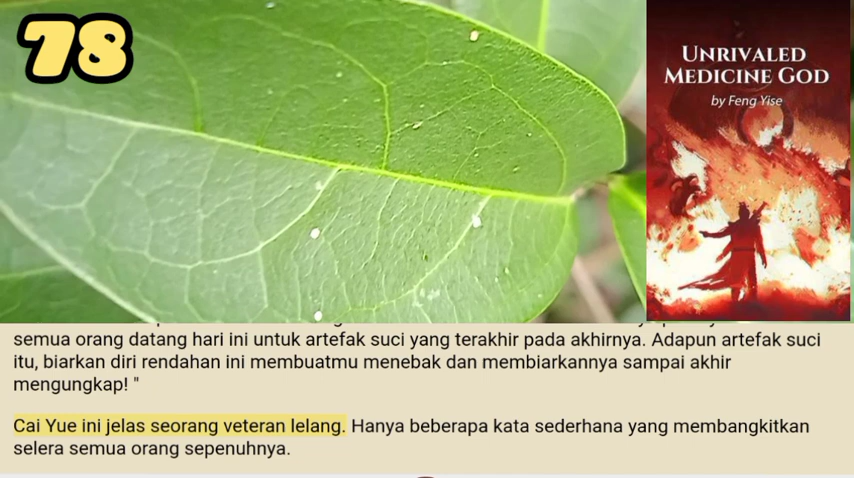 78
UNRIVALED
MEDICINE GOD
by Feng Yise
semua orang datang hari ini untuk artefak suci yang terakhir pada akhirnya. Adapun artefak suci
itu, biarkan diri rendahan ini membuatmu menebak dan membiarkannya sampai akhir
mengungkap! "
Cai Yue ini jelas seorang veteran lelang. Hanya beberapa kata sederhana yang membangkitkan
selera semua orang sepenuhnya.